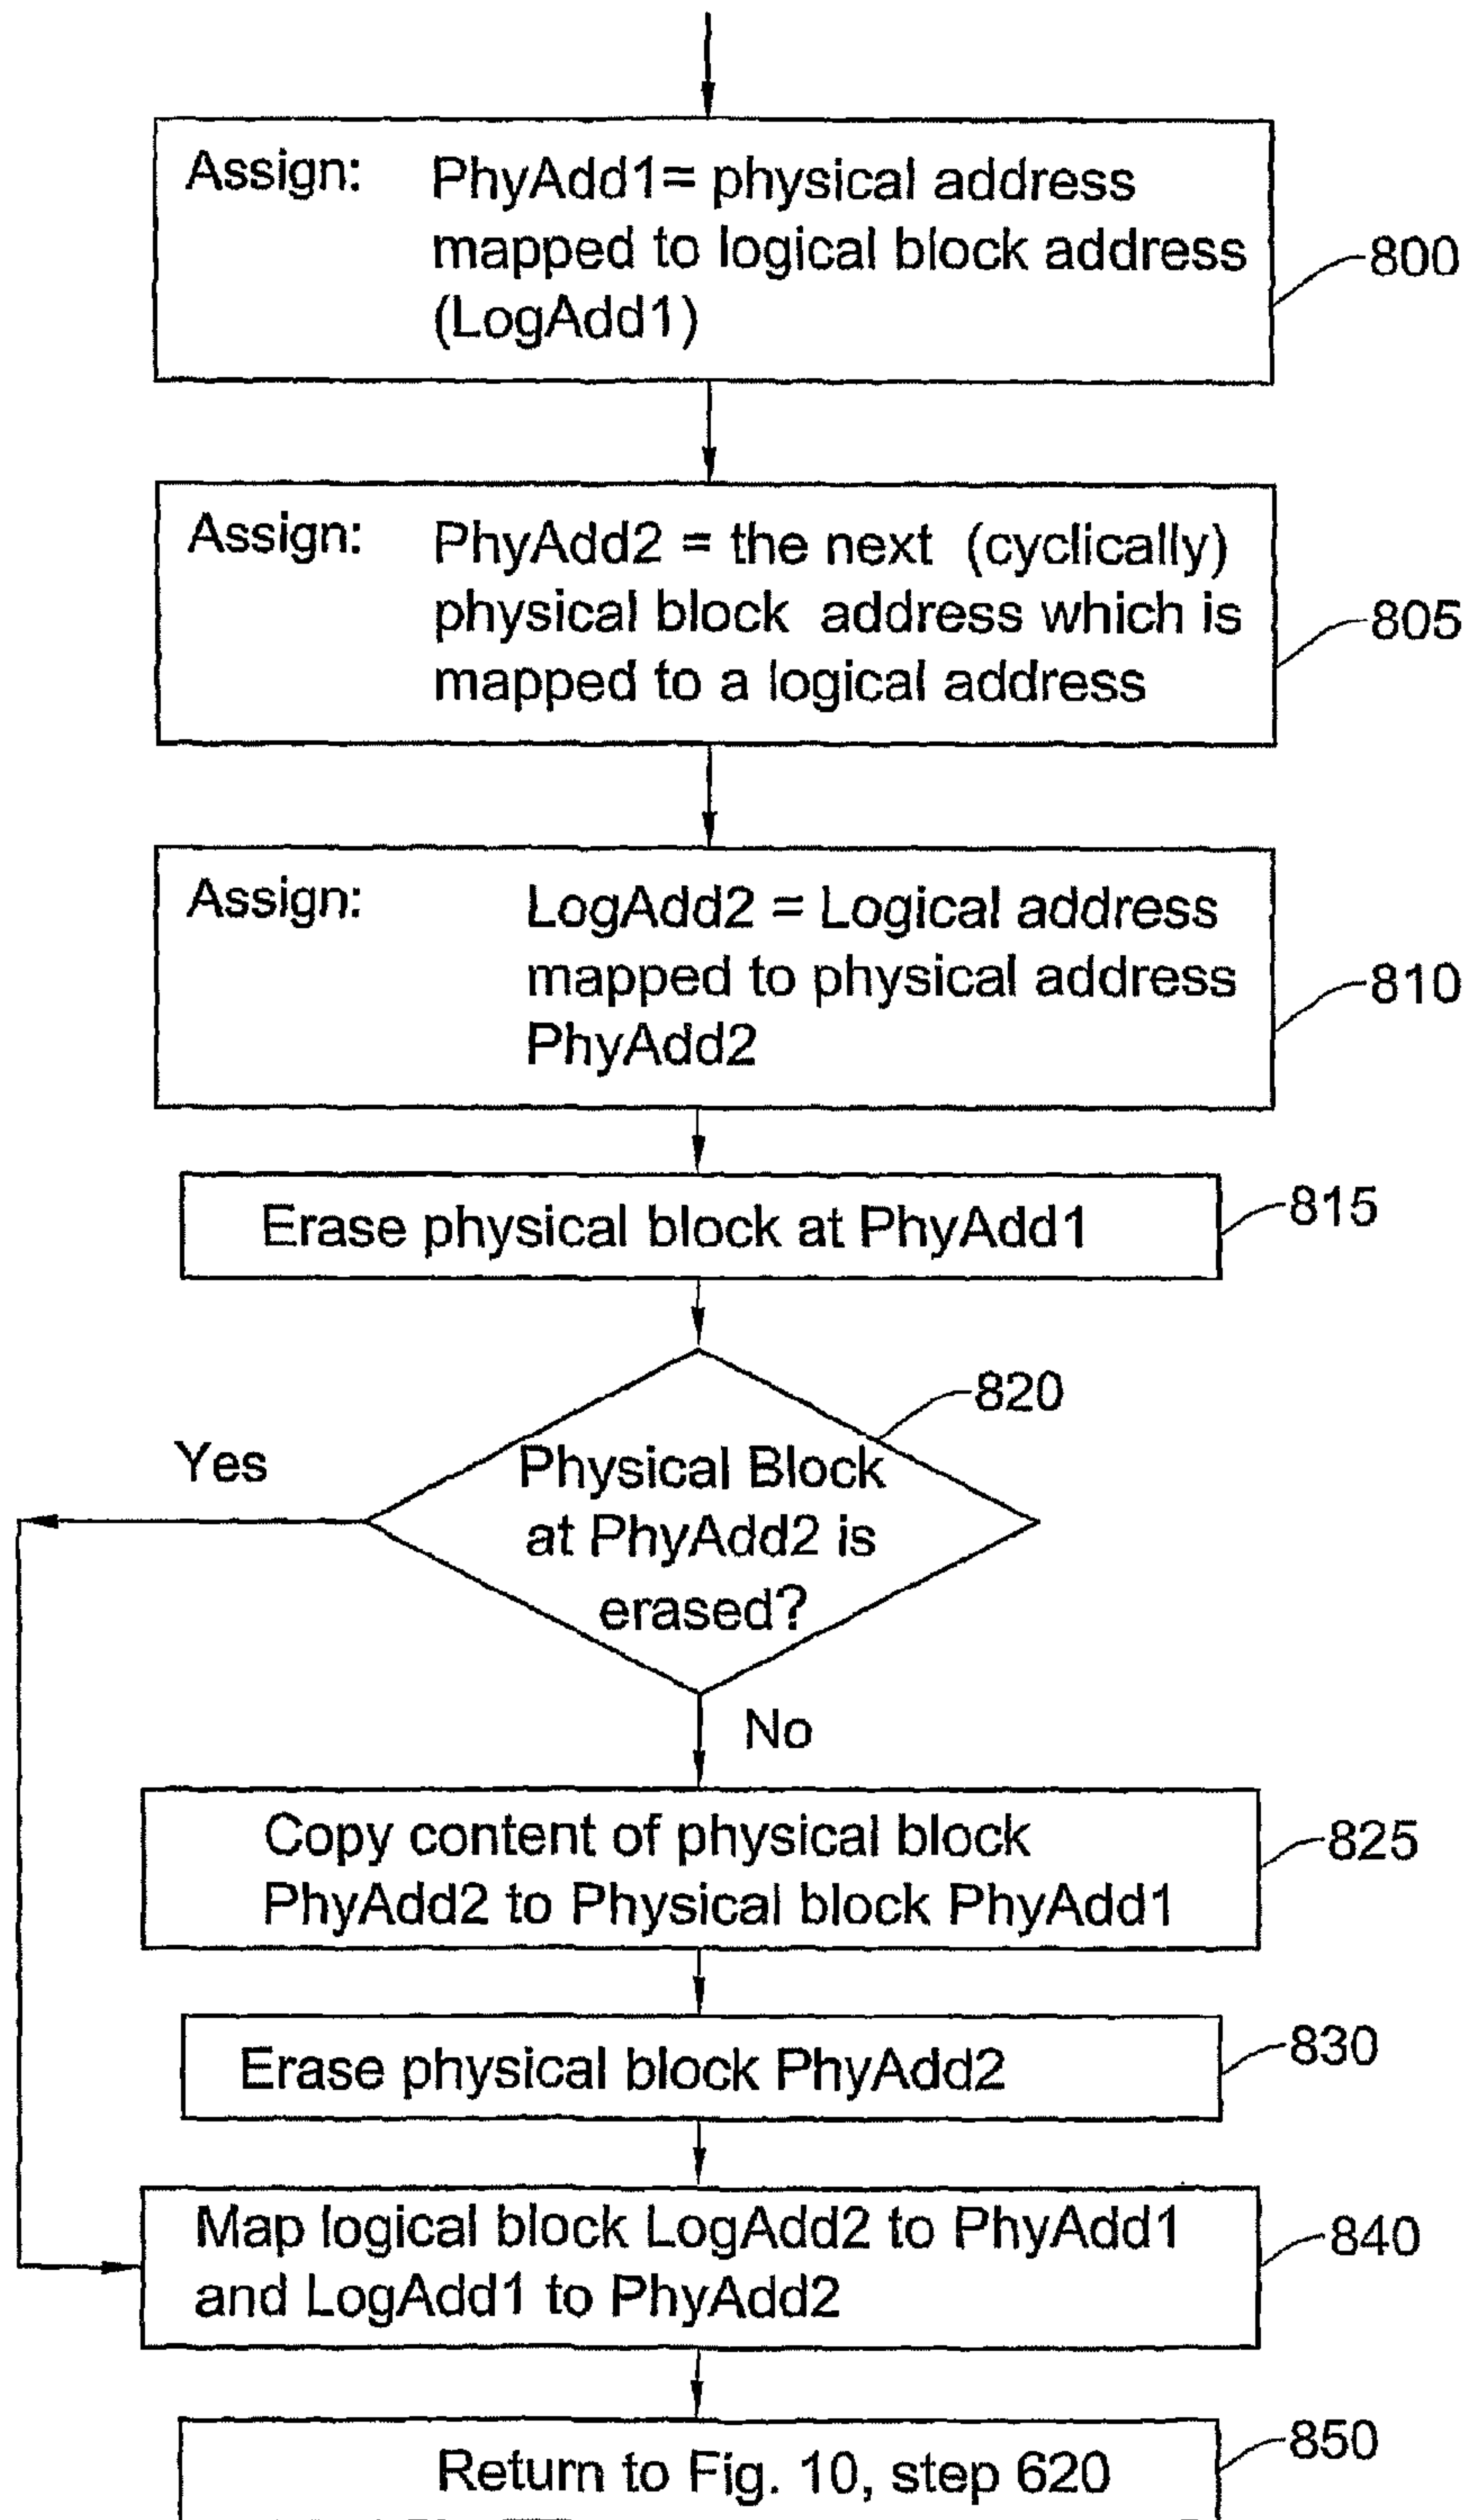 Assign: PhyAdd1= physical address
mapped to logical block address
(LogAdd1)
800
Assign: PhyAdd2 = the next (cyclically)
physical block address which is
mapped to a logical address
805
Assign: LogAdd2 = Logical address
mapped to physical address
PhyAdd2
810
Erase physical block at PhyAdd1
815
820
Yes
Physical Block
at PhyAdd2 is
erased?
No
Copy content of physical block
PhyAdd2 to Physical block PhyAdd1
825
Erase physical block PhyAdd2
830
Map logical block LogAdd2 to PhyAdd1
and LogAdd1 to PhyAdd2
840
Return to Fig. 10, step 620
850